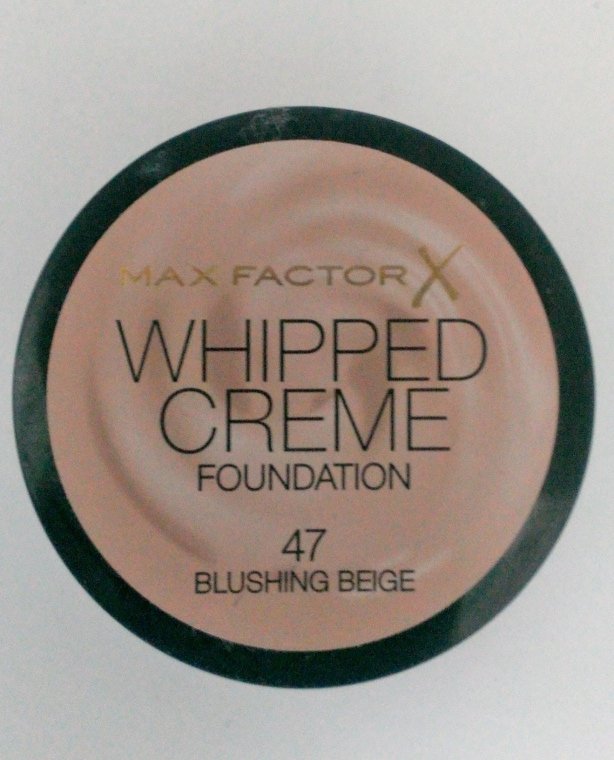 MAX FACTOR X
WHIPPED
CREME
FOUNDATION
47
BLUSHING BEIGE